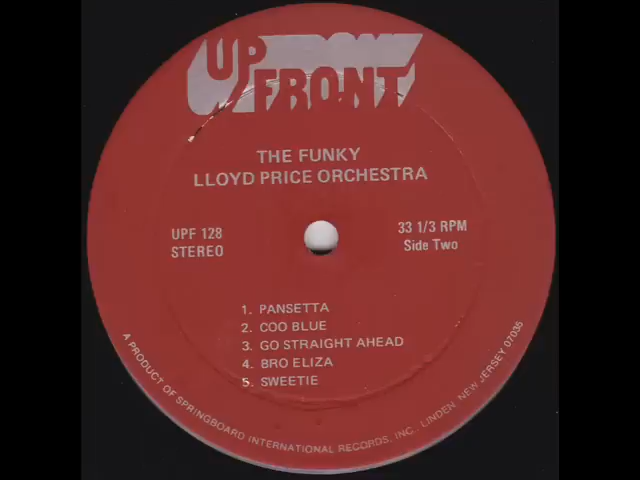 UP FRONT
THE FUNKY
LLOYD PRICE ORCHESTRA
UPF 128
STEREO
33 1/3 RPM
Side Two
1. PANSETTA
2. COO BLUE
3. GO STRAIGHT AHEAD
4. BRO ELIZA
5. SWEETIE
A PRODUCT OF SPRINGBOARD INTERNATIONAL RECORDS, INC., LINDEN, NEW JERSEY 07036